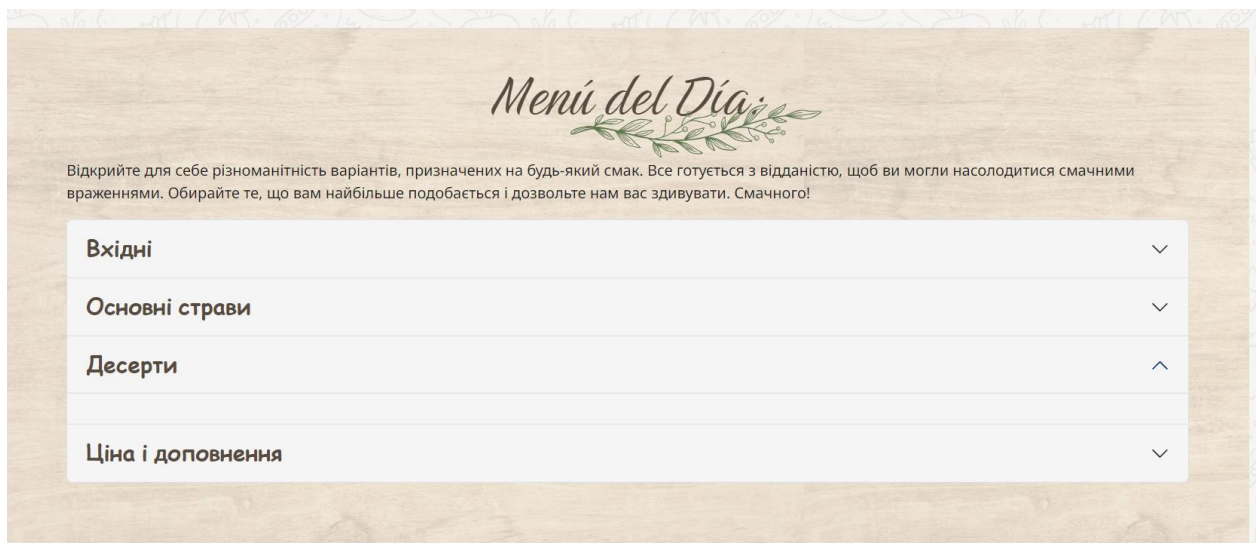 Menú del Día:
Відкрийте для себе різноманітність варіантів, призначених на будь-який смак. Все готується з відданістю, щоб ви могли насолодитися смачними
враженнями. Обирайте те, що вам найбільше подобається і дозвольте нам вас здивувати. Смачного!
Вхідні
Основні страви
Десерти
Ціна і доповнення